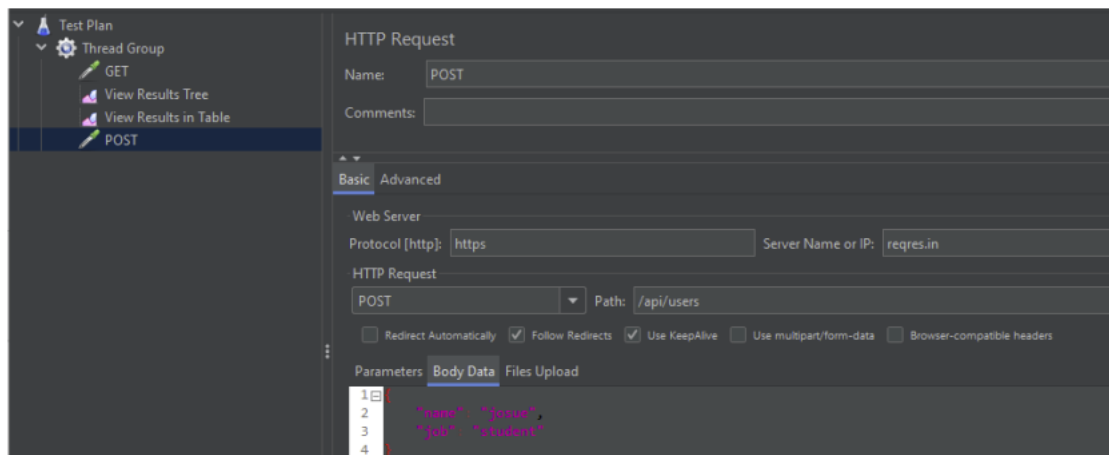 Test Plan
Thread Group
GET
View Results Tree
View Results in Table
POST
HTTP Request
Name: POST
Comments:
Basic Advanced
Web Server
Protocol [http]: https Server Name or IP: reqres.in
HTTP Request
POST Path: /api/users
Redirect Automatically Follow Redirects Use KeepAlive Use multipart/form-data Browser-compatible headers
Parameters Body Data Files Upload
1 {
2 "name" "josue",
3 "job" "student"
4 }